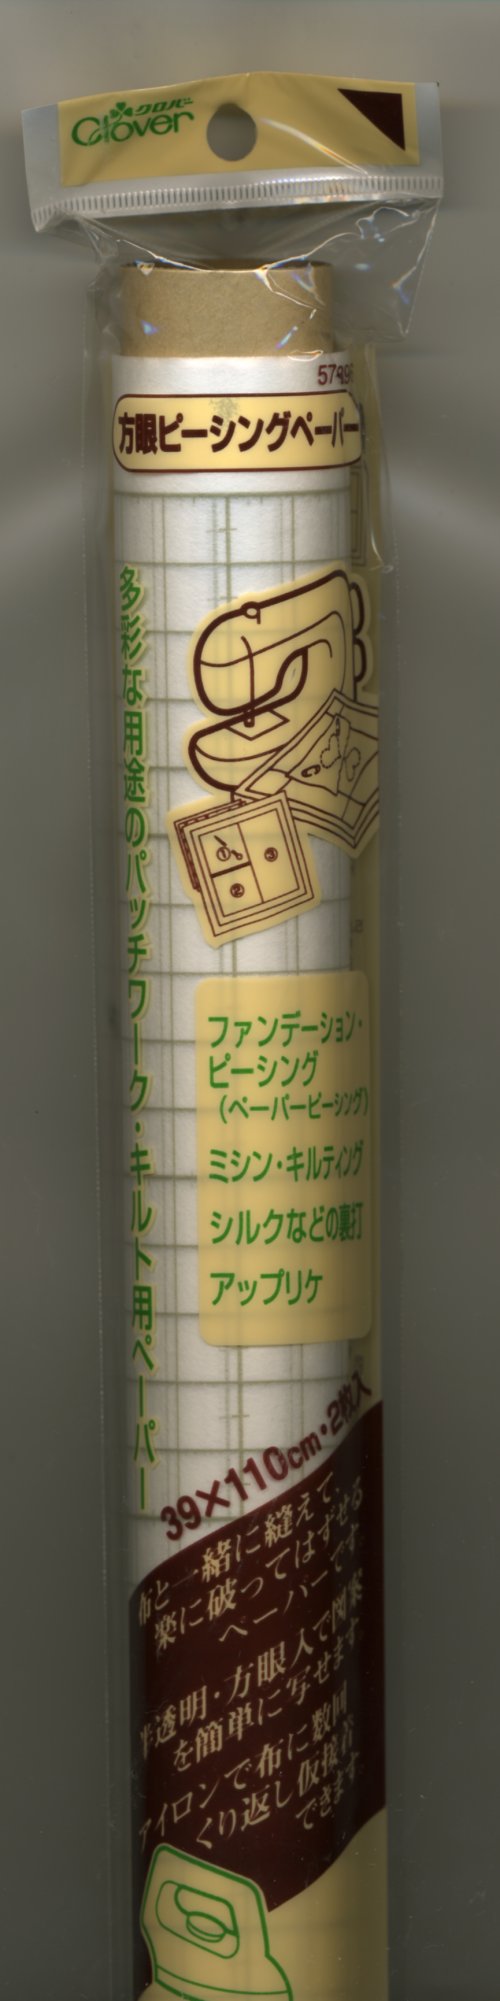 クロバー
Clover
方眼ピーシングペーパー
多彩な用途のパッチワーク・キルト用ペーパー
①
②
③
ファンデーション・
ピーシング
(ペーパーピーシング)
ミシン・キルティング
シルクなどの裏打
アップリケ
39×110cm・2枚入
布と一緒に縫えて、
楽に破ってはずせる
ペーパーです。
半透明・方眼入で図案
を簡単に写せます。
アイロンで布に数回
くり返し仮接着
できます。